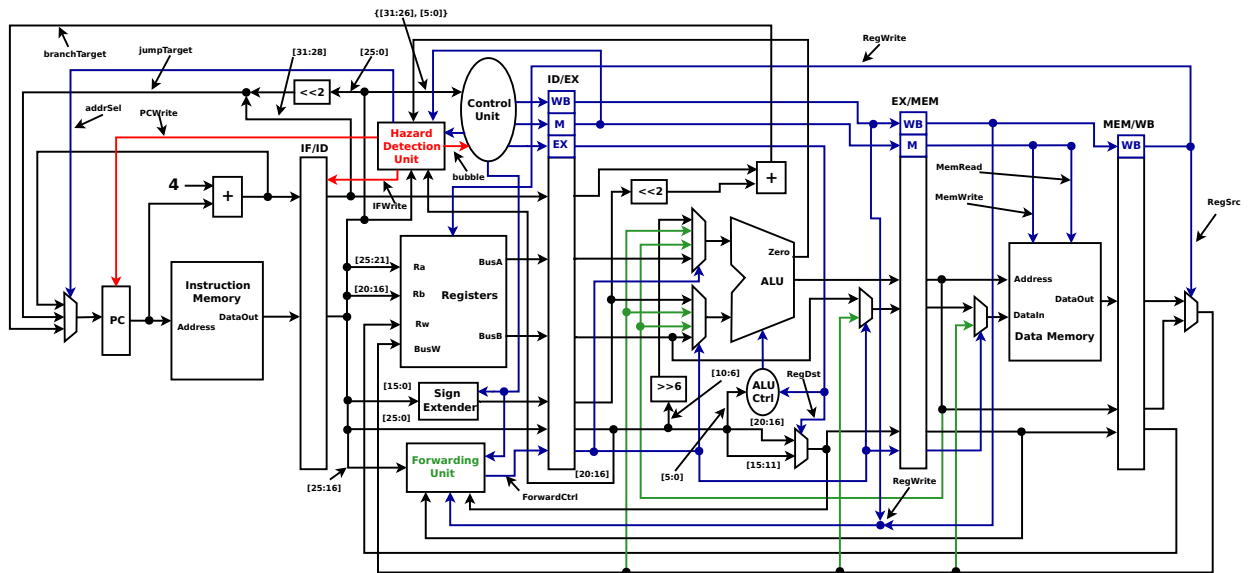 {[31:26], [5:0]}
branchTarget
jumpTarget
[31:28]
[25:0]
RegWrite
addrSel
PCWrite
<<2
Control
Unit
ID/EX
WB
M
EX
EX/MEM
WB
M
MEM/WB
WB
Hazard
Detection
Unit
bubble
IFWrite
IF/ID
4
+
<<2
+
MemRead
MemWrite
RegSrc
PC
Instruction
Memory
Address
DataOut
[25:21]
[20:16]
Ra
Rb
Rw
BusW
Registers
BusA
BusB
Zero
ALU
Address
DataOut
DataIn
Data Memory
[15:0]
[25:0]
Sign
Extender
>>6
[10:6]
ALU
Ctrl
RegDst
[20:16]
[15:11]
[5:0]
Forwarding
Unit
[20:16]
ForwardCtrl
[25:16]
RegWrite